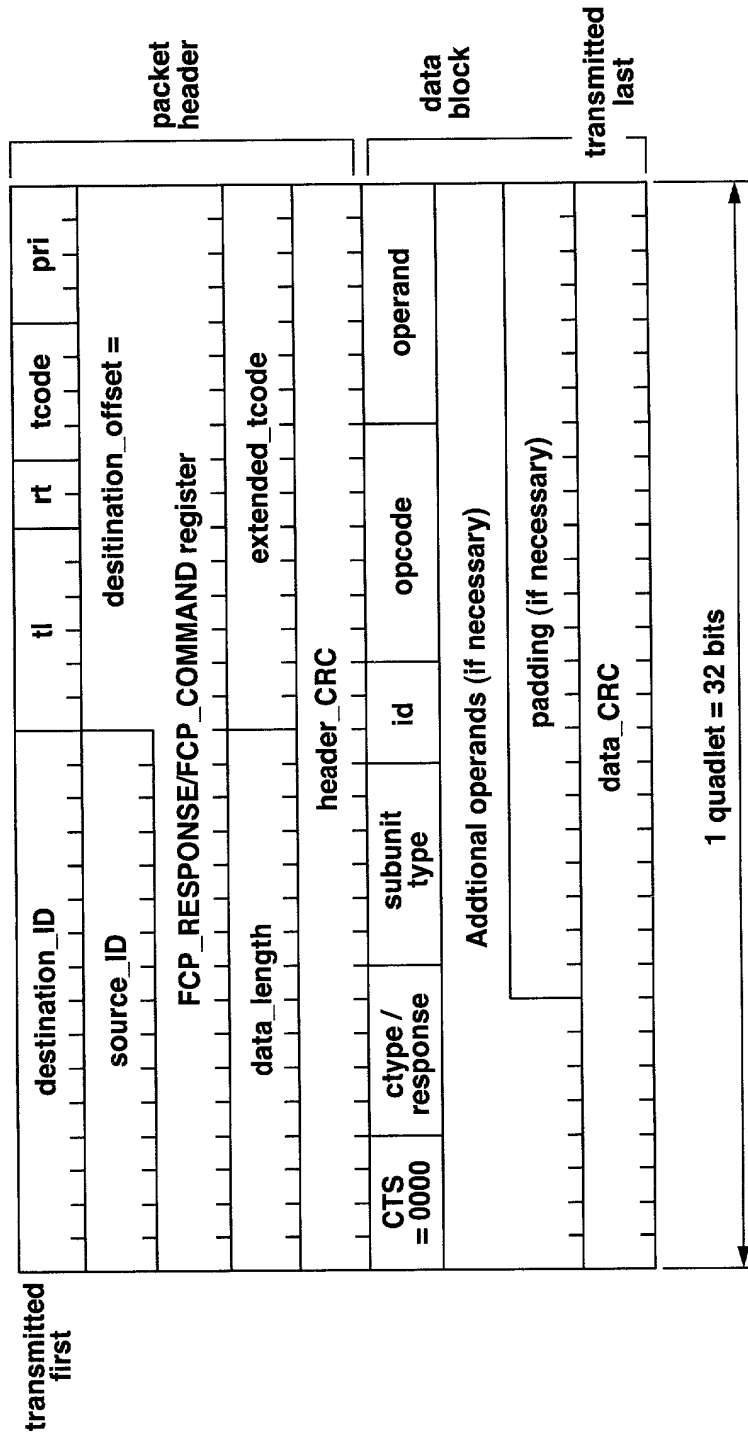 transmitted
first
destination_ID
tl
rt
tcode
pri
source_ID
desitination_offset =
FCP_RESPONSE/FCP_COMMAND register
data_length
extended_tcode
header_CRC
packet
header
CTS
= 0000
ctype /
response
subunit
type
id
opcode
operand
Addtional operands (if necessary)
padding (if necessary)
data_CRC
data
block
transmitted
last
1 quadlet = 32 bits